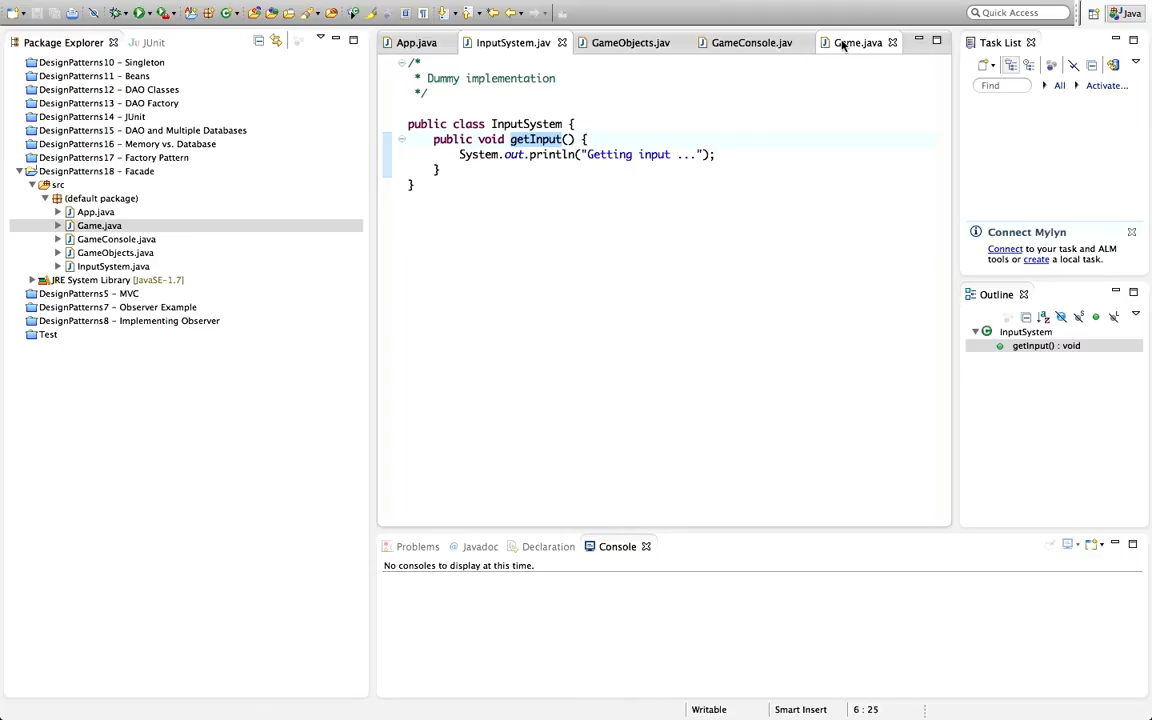 Quick Access
Java
Package Explorer
JUnit
DesignPatterns10 - Singleton
DesignPatterns11 - Beans
DesignPatterns12 - DAO Classes
DesignPatterns13 - DAO Factory
DesignPatterns14 - JUnit
DesignPatterns15 - DAO and Multiple Databases
DesignPatterns16 - Memory vs. Database
DesignPatterns17 - Factory Pattern
DesignPatterns18 - Facade
src
(default package)
App.java
Game.java
GameConsole.java
GameObjects.java
InputSystem.java
JRE System Library [JavaSE-1.7]
DesignPatterns5 - MVC
DesignPatterns7 - Observer Example
DesignPatterns8 - Implementing Observer
Test
App.java
InputSystem.jav
GameObjects.jav
GameConsole.jav
Game.java
/*
* Dummy implementation
*/
public class InputSystem {
public void getInput() {
System.out.println("Getting input ...");
}
}
Task List
Find
All
Activate...
Connect Mylyn
Connect to your task and ALM
tools or create a local task.
Outline
InputSystem
getInput() : void
Problems
Javadoc
Declaration
Console
No consoles to display at this time.
Writable
Smart Insert
6 : 25